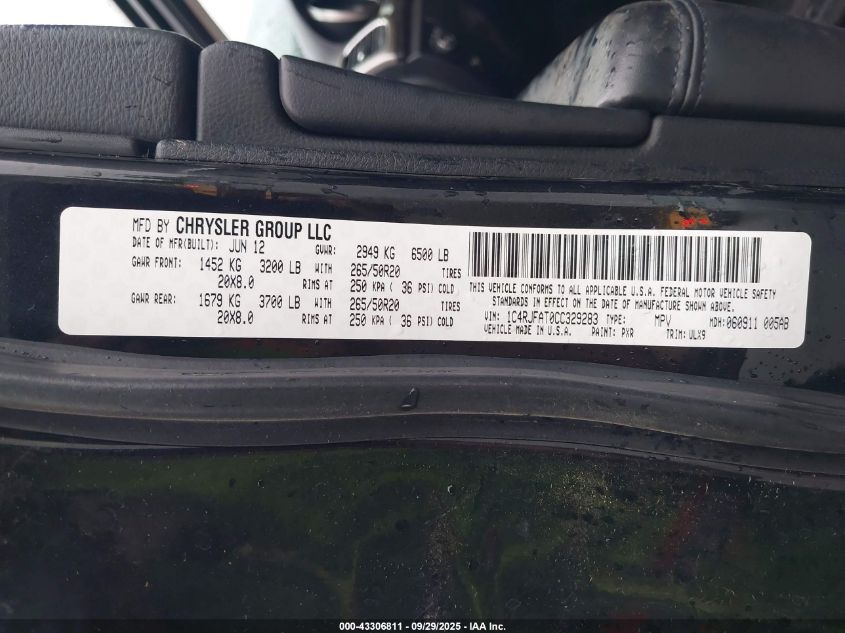 MFD BY CHRYSLER GROUP LLC
DATE OF MFR(BUILT): JUN 12 GVWR: 2949 KG 6500 LB
GAWR FRONT: 1452 KG 3200 LB WITH 265/50R20 TIRES
20X8.0 RIMS AT 250 KPA ( 36 PSI) COLD
GAWR REAR: 1679 KG 3700 LB WITH 265/50R20 TIRES
20X8.0 RIMS AT 250 KPA ( 36 PSI) COLD
THIS VEHICLE CONFORMS TO ALL APPLICABLE U.S.A. FEDERAL MOTOR VEHICLE SAFETY
STANDARDS IN EFFECT ON THE DATE OF MANUFACTURE SHOWN ABOVE.
VIN: 1C4RJFAT0CC329283 TYPE: MPV MDH:060911 005AB
VEHICLE MADE IN U.S.A. PAINT: PXR TRIM: ULX9
000-43306811 - 09/29/2025 - IAA Inc.